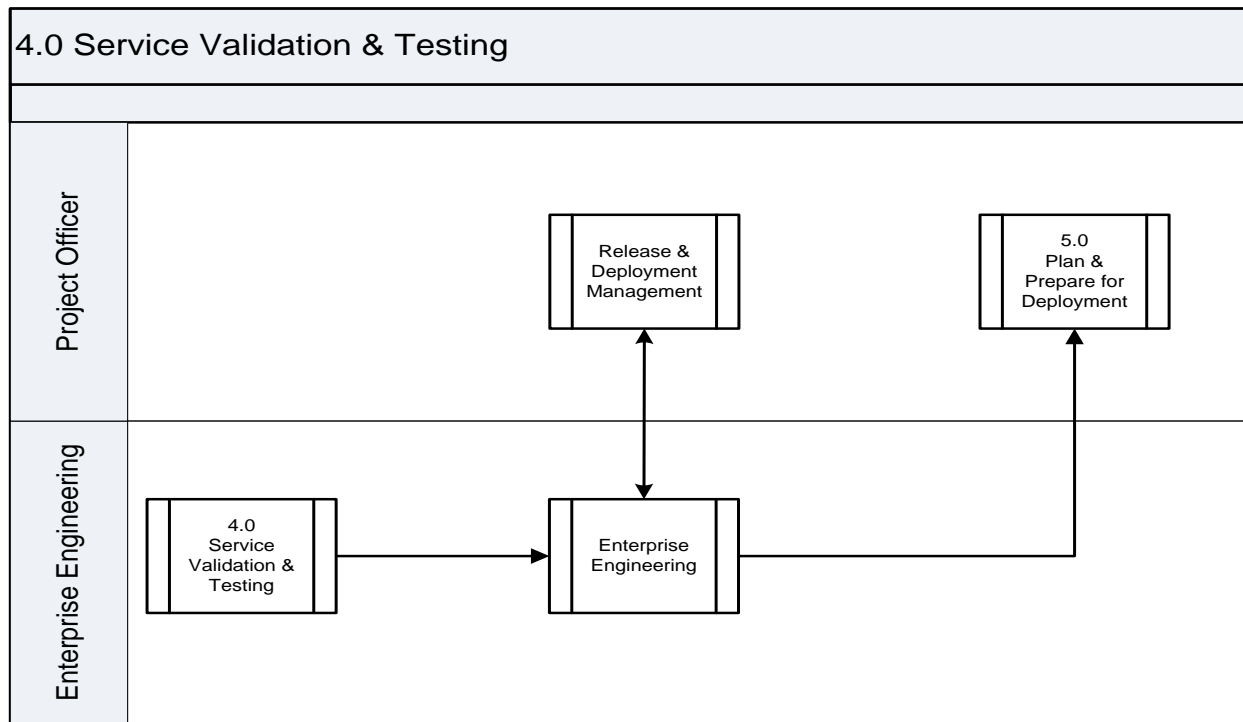 4.0 Service Validation & Testing
Project Officer
Release &
Deployment
Management
5.0
Plan &
Prepare for
Deployment
Enterprise Engineering
4.0
Service
Validation &
Testing
Enterprise
Engineering